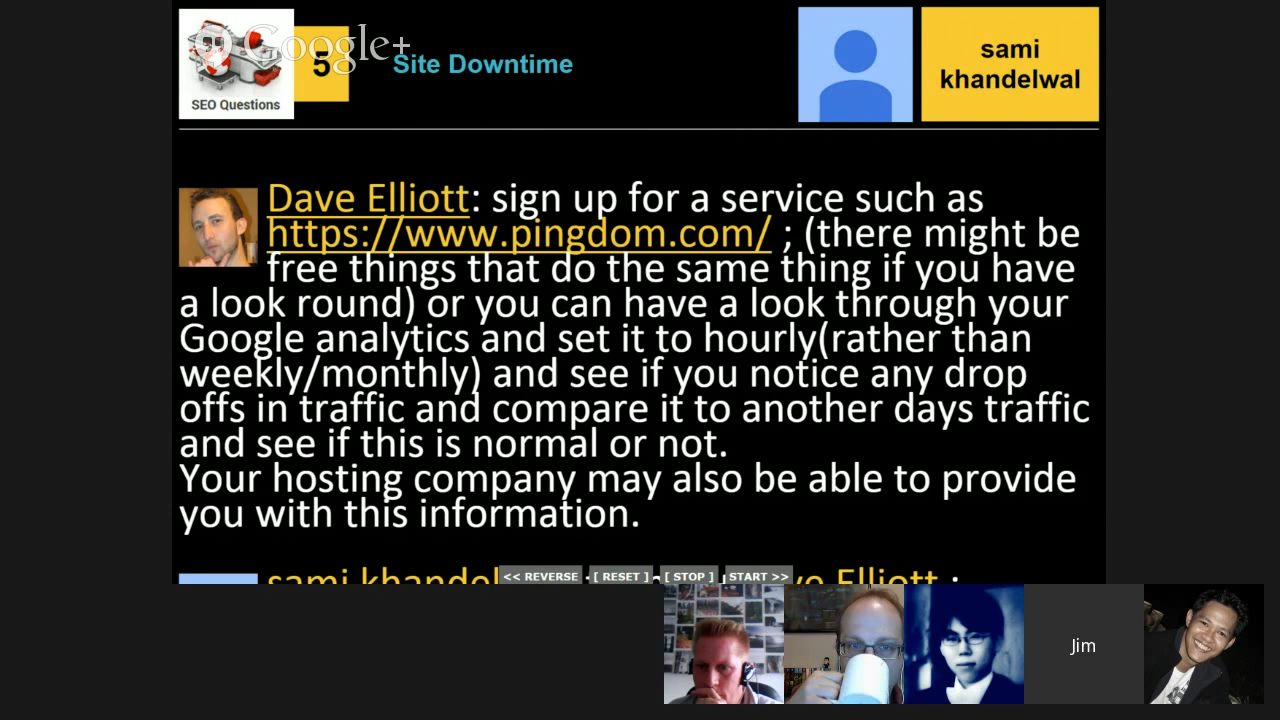 Google+
SEO Questions
5
Site Downtime
sami
khandelwal
Dave Elliott: sign up for a service such as
https://www.pingdom.com/ ; (there might be
free things that do the same thing if you have
a look round) or you can have a look through your
Google analytics and set it to hourly(rather than
weekly/monthly) and see if you notice any drop
offs in traffic and compare it to another days traffic
and see if this is normal or not.
Your hosting company may also be able to provide
you with this information.
sami Elliott ;
<< REVERSE [ RESET ] [ STOP ] START >>
Jim